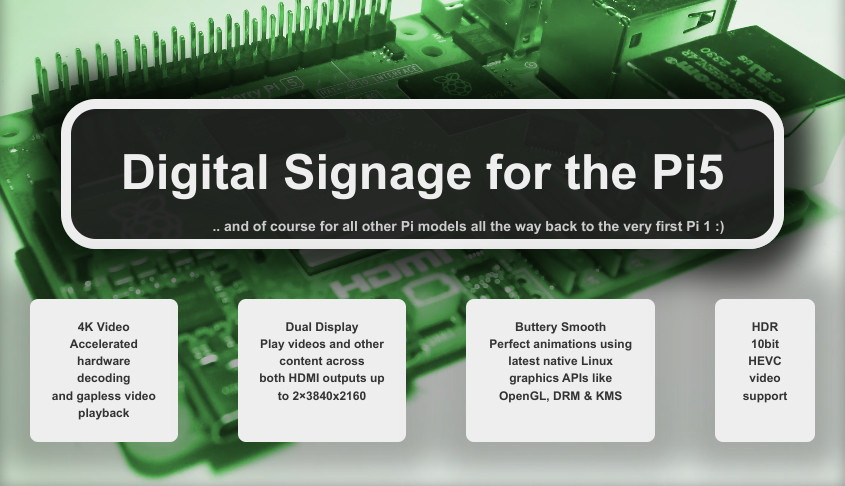 Digital Signage for the Pi5
.. and of course for all other Pi models all the way back to the very first Pi 1 :)
HDMI
4K Video
Accelerated
hardware
decoding
and gapless video
playback
Dual Display
Play videos and other
content across
both HDMI outputs up
to 2×3840x2160
Buttery Smooth
Perfect animations using
latest native Linux
graphics APIs like
OpenGL, DRM & KMS
HDR
10bit
HEVC
video
support